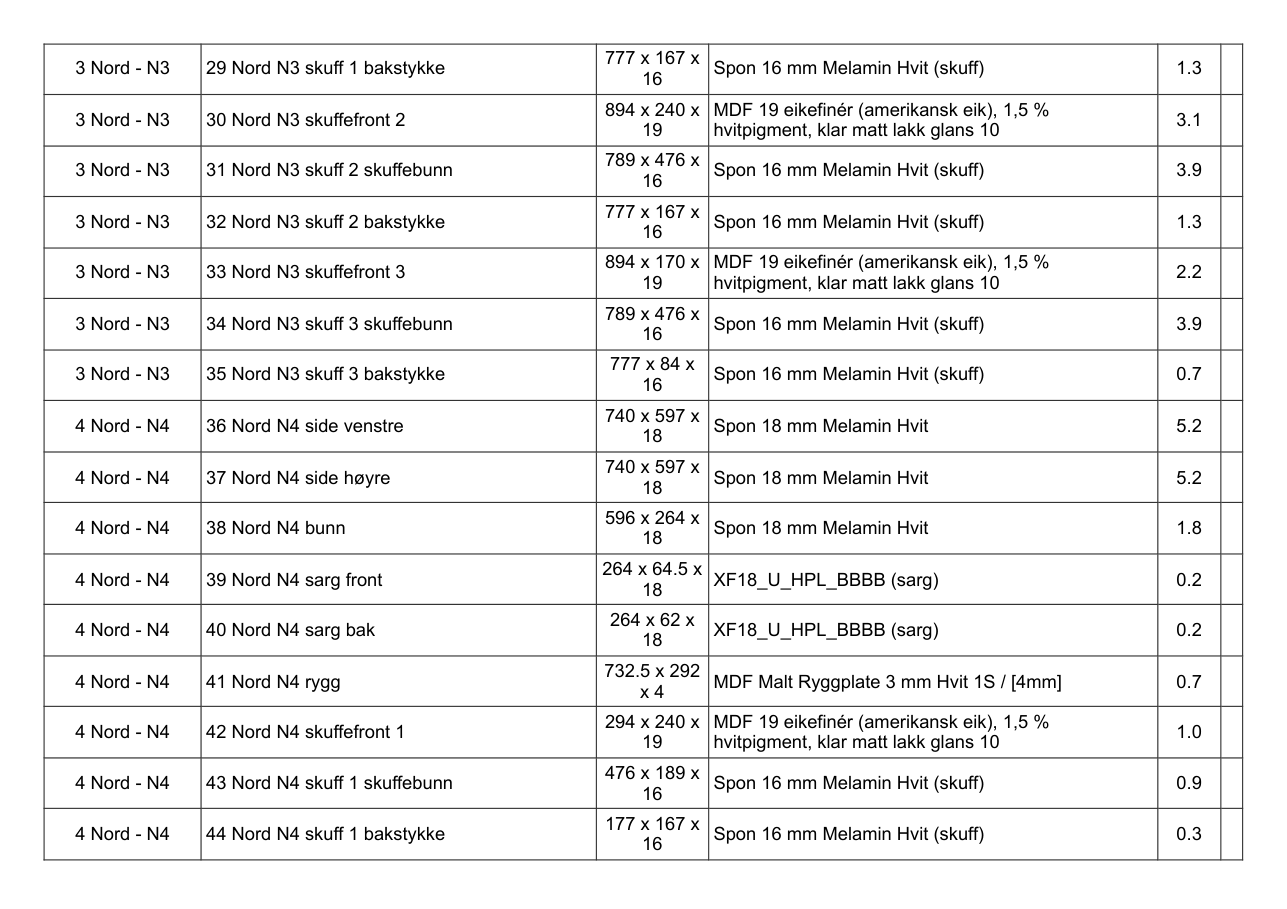 3 Nord - N3
29 Nord N3 skuff 1 bakstykke
777 x 167 x
16
Spon 16 mm Melamin Hvit (skuff)
1.3
3 Nord - N3
30 Nord N3 skuffefront 2
894 x 240 x
19
MDF 19 eikefinér (amerikansk eik), 1,5 %
hvitpigment, klar matt lakk glans 10
3.1
3 Nord - N3
31 Nord N3 skuff 2 skuffebunn
789 x 476 x
16
Spon 16 mm Melamin Hvit (skuff)
3.9
3 Nord - N3
32 Nord N3 skuff 2 bakstykke
777 x 167 x
16
Spon 16 mm Melamin Hvit (skuff)
1.3
3 Nord - N3
33 Nord N3 skuffefront 3
894 x 170 x
19
MDF 19 eikefinér (amerikansk eik), 1,5 %
hvitpigment, klar matt lakk glans 10
2.2
3 Nord - N3
34 Nord N3 skuff 3 skuffebunn
789 x 476 x
16
Spon 16 mm Melamin Hvit (skuff)
3.9
3 Nord - N3
35 Nord N3 skuff 3 bakstykke
777 x 84 x
16
Spon 16 mm Melamin Hvit (skuff)
0.7
4 Nord - N4
36 Nord N4 side venstre
740 x 597 x
18
Spon 18 mm Melamin Hvit
5.2
4 Nord - N4
37 Nord N4 side høyre
740 x 597 x
18
Spon 18 mm Melamin Hvit
5.2
4 Nord - N4
38 Nord N4 bunn
596 x 264 x
18
Spon 18 mm Melamin Hvit
1.8
4 Nord - N4
39 Nord N4 sarg front
264 x 64.5 x
18
XF18_U_HPL_BBBB (sarg)
0.2
4 Nord - N4
40 Nord N4 sarg bak
264 x 62 x
18
XF18_U_HPL_BBBB (sarg)
0.2
4 Nord - N4
41 Nord N4 rygg
732.5 x 292
x 4
MDF Malt Ryggplate 3 mm Hvit 1S / [4mm]
0.7
4 Nord - N4
42 Nord N4 skuffefront 1
294 x 240 x
19
MDF 19 eikefinér (amerikansk eik), 1,5 %
hvitpigment, klar matt lakk glans 10
1.0
4 Nord - N4
43 Nord N4 skuff 1 skuffebunn
476 x 189 x
16
Spon 16 mm Melamin Hvit (skuff)
0.9
4 Nord - N4
44 Nord N4 skuff 1 bakstykke
177 x 167 x
16
Spon 16 mm Melamin Hvit (skuff)
0.3